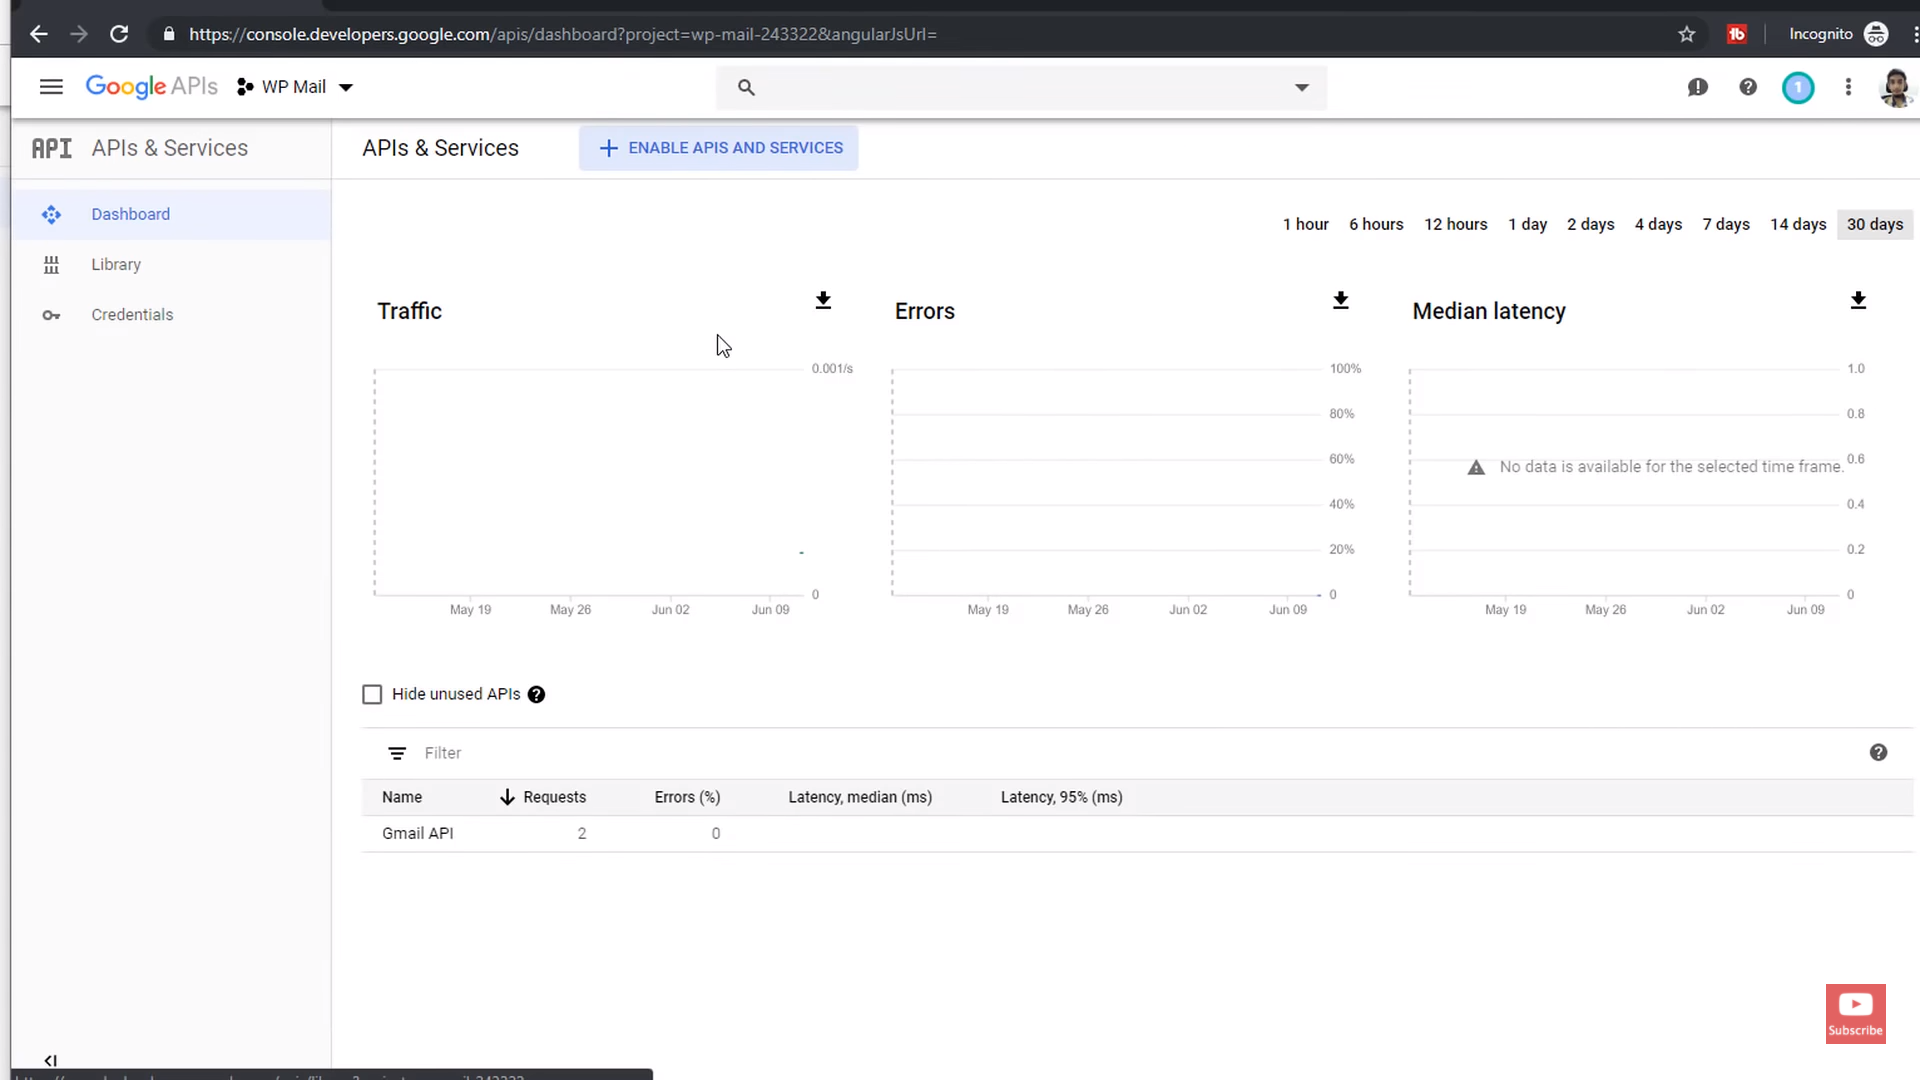 https://console.developers.google.com/apis/dashboard?project=wp-mail-243322&angularJsUrl=
Incognito
Google APIs
WP Mail
1
API APIs & Services
APIs & Services
ENABLE APIS AND SERVICES
Dashboard
Library
Credentials
1 hour 6 hours 12 hours 1 day 2 days 4 days 7 days 14 days 30 days
Traffic
0.001/s
0
May 19 May 26 Jun 02 Jun 09
Errors
100%
80%
60%
40%
20%
0
May 19 May 26 Jun 02 Jun 09
Median latency
1.0
0.8
No data is available for the selected time frame.
0.6
0.4
0.2
0
May 19 May 26 Jun 02 Jun 09
Hide unused APIs
Filter
Name Requests Errors (%) Latency, median (ms) Latency, 95% (ms)
Gmail API 2 0
Subscribe